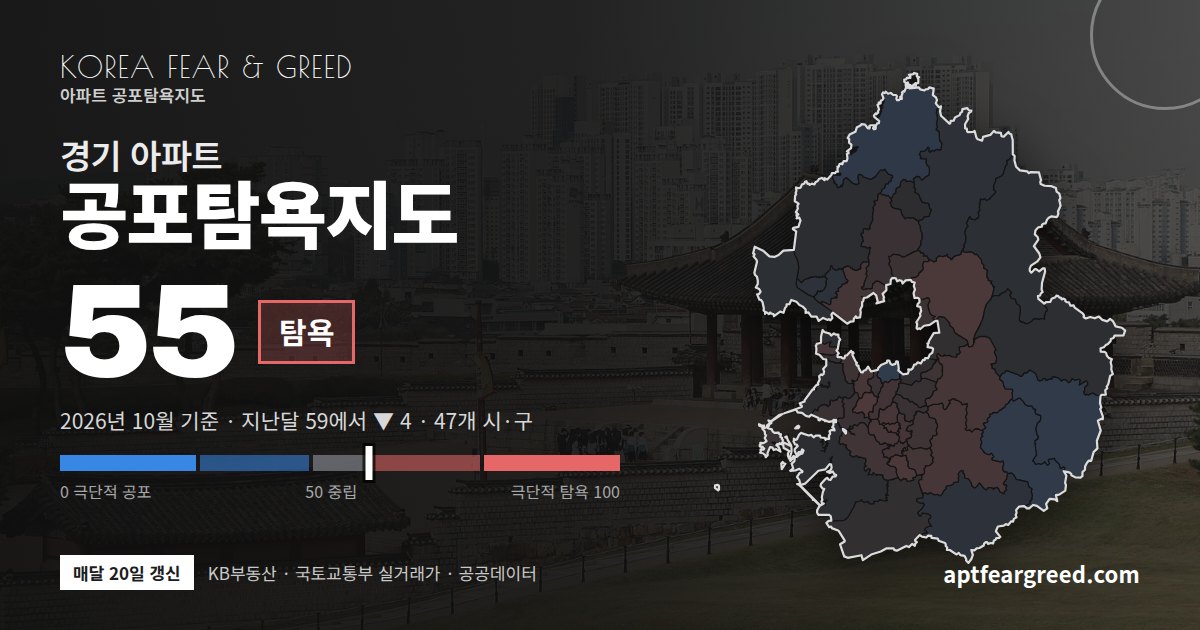 KOREA FEAR & GREED
아파트 공포탐욕지도
경기 아파트
공포탐욕지도
55 탐욕
2026년 10월 기준 · 지난달 59에서 ▼ 4 · 47개 시·구
0 극단적 공포 50 중립 극단적 탐욕 100
매달 20일 갱신 KB부동산 · 국토교통부 실거래가 · 공공데이터
aptfeargreed.com